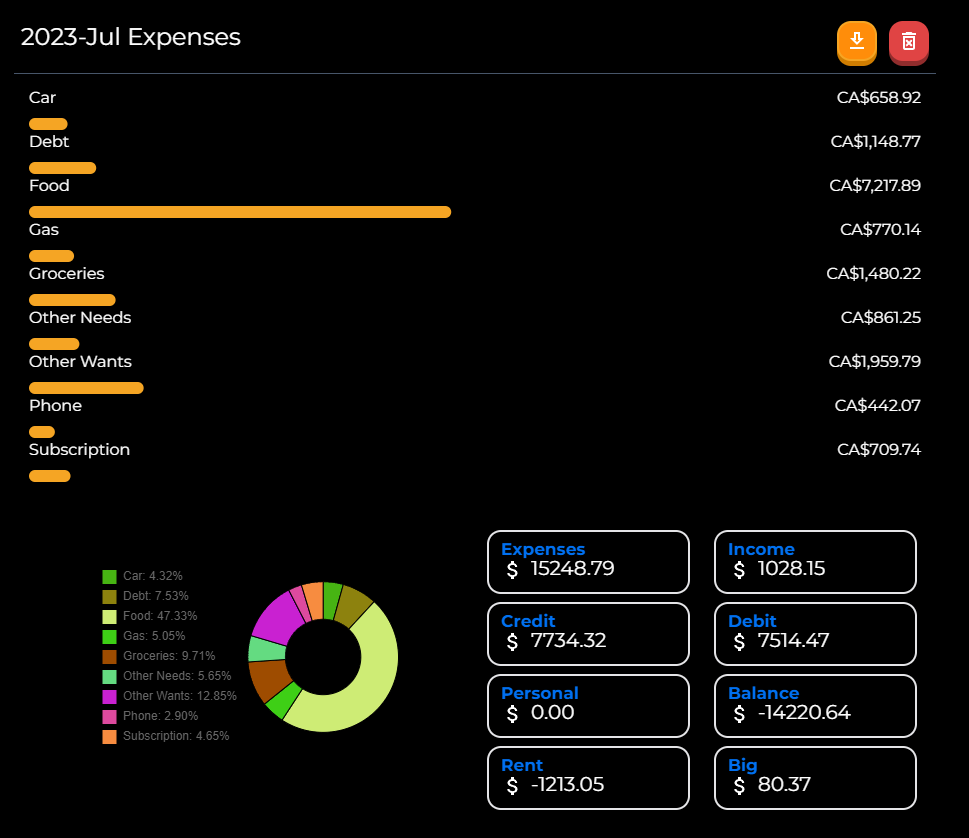 2023-Jul Expenses
Car CA$658.92
Debt CA$1,148.77
Food CA$7,217.89
Gas CA$770.14
Groceries CA$1,480.22
Other Needs CA$861.25
Other Wants CA$1,959.79
Phone CA$442.07
Subscription CA$709.74
Car: 4.32%
Debt: 7.53%
Food: 47.33%
Gas: 5.05%
Groceries: 9.71%
Other Needs: 5.65%
Other Wants: 12.85%
Phone: 2.90%
Subscription: 4.65%
Expenses
$ 15248.79
Income
$ 1028.15
Credit
$ 7734.32
Debit
$ 7514.47
Personal
$ 0.00
Balance
$ -14220.64
Rent
$ -1213.05
Big
$ 80.37